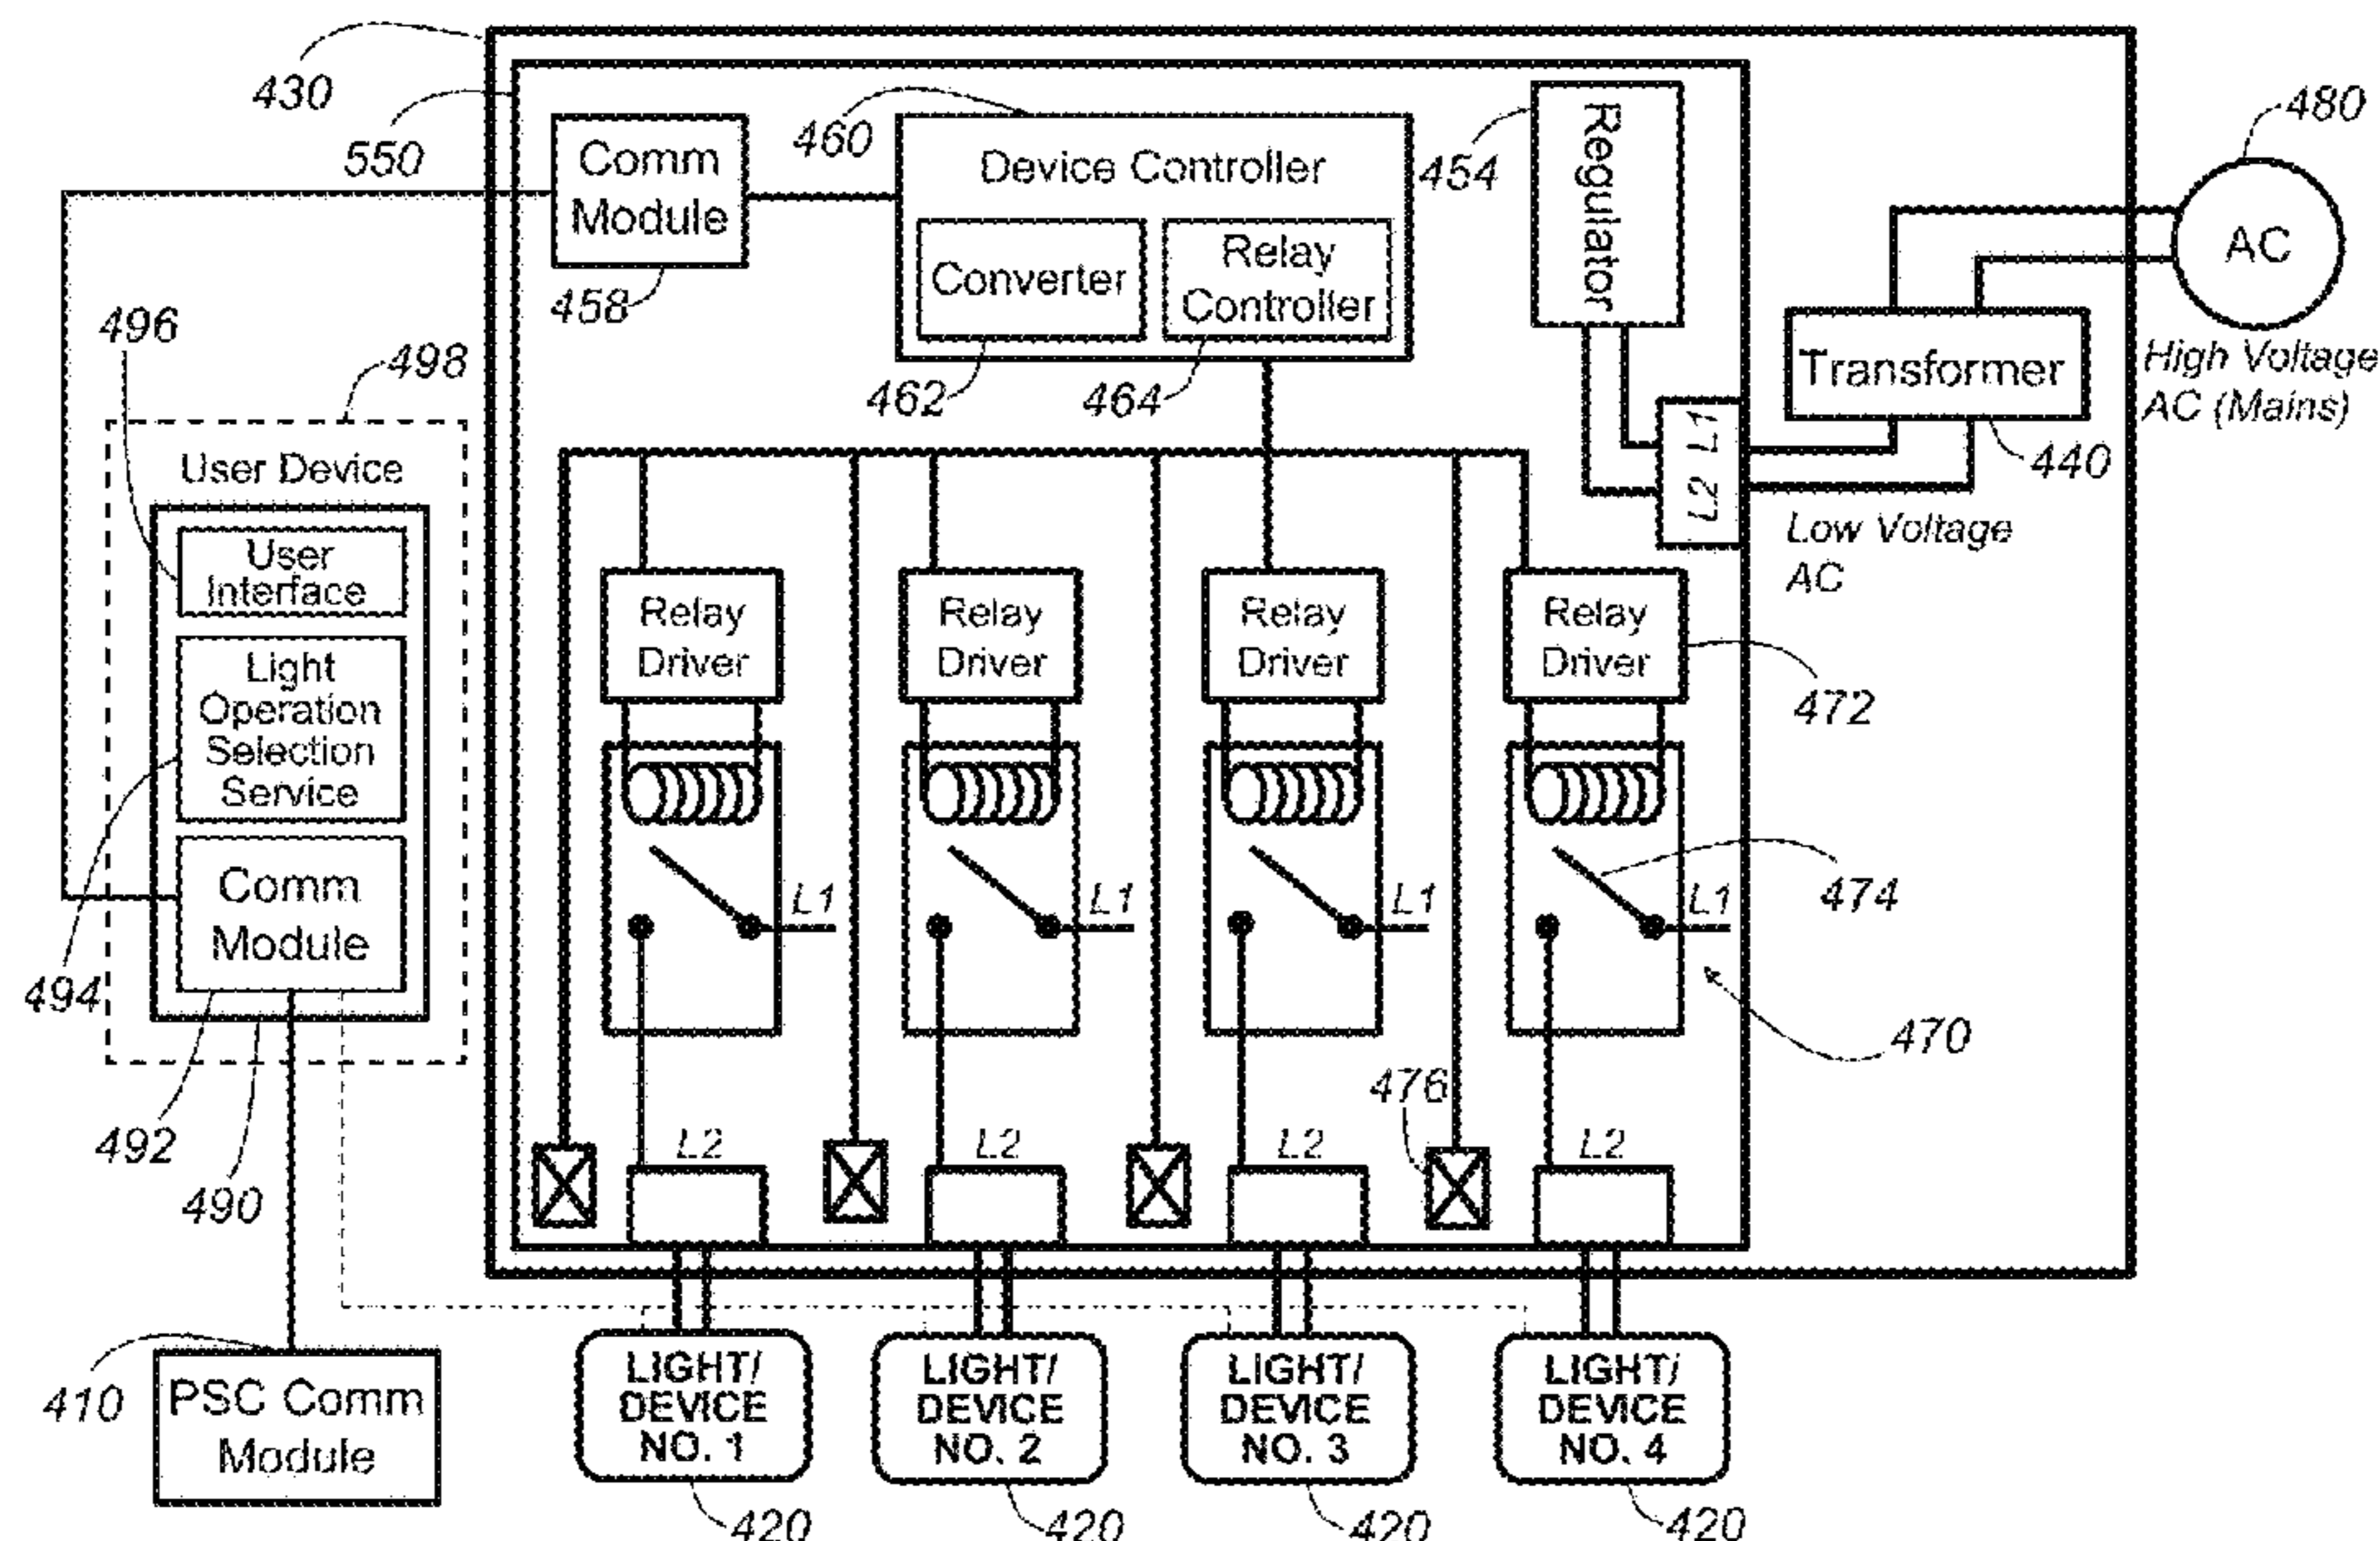 430
550
Comm
Module
458
460
Device Controller
Converter
Relay
Controller
462
464
454
Regulator
480
AC
High Voltage
AC (Mains)
Transformer
440
L1
L2
Low Voltage
AC
496
498
User Device
User
Interface
Light
Operation
Selection
Service
Comm
Module
494
492
490
Relay
Driver
Relay
Driver
Relay
Driver
Relay
Driver
472
474
L1
L1
L1
L1
470
476
L2
L2
L2
L2
410
PSC Comm
Module
LIGHT/
DEVICE
NO. 1
LIGHT/
DEVICE
NO. 2
LIGHT/
DEVICE
NO. 3
LIGHT/
DEVICE
NO. 4
420
420
420
420